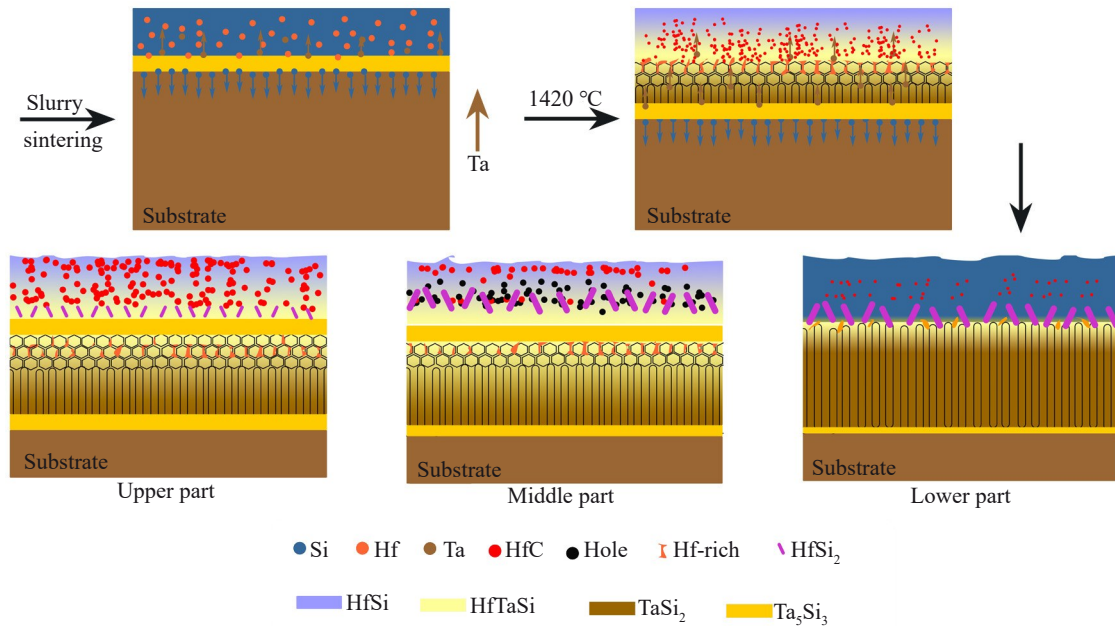 Slurry
sintering
Substrate
Ta
1420 °C
Substrate
Substrate
Upper part
Substrate
Middle part
Substrate
Lower part
Si
Hf
Ta
HfC
Hole
Hf-rich
HfSi₂
HfSi
HfTaSi
TaSi₂
Ta₅Si₃